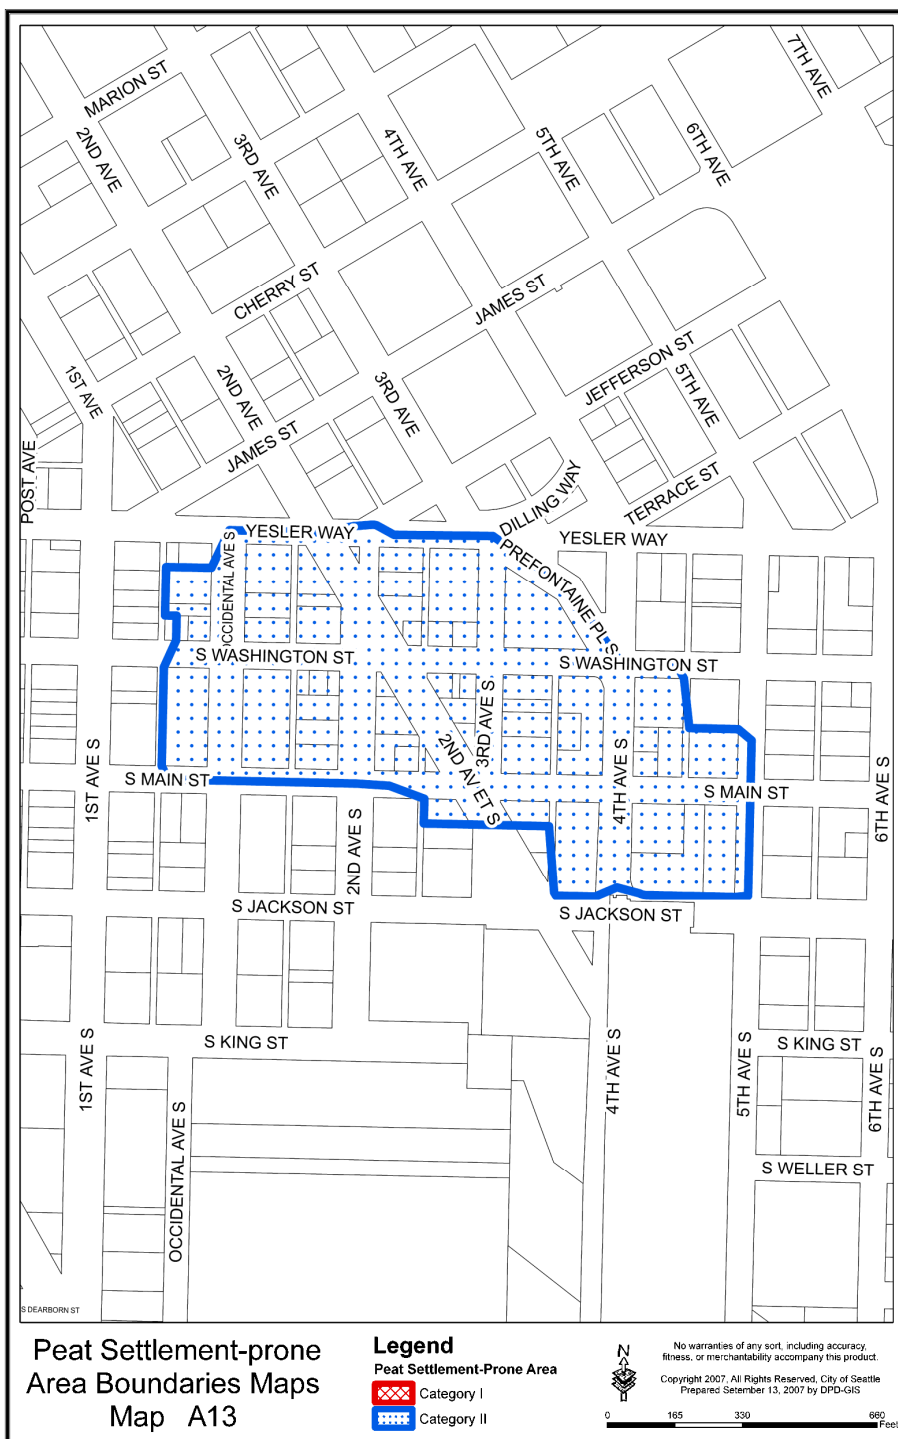 MARION ST
7TH AVE
2ND AVE
3RD AVE
4TH AVE
5TH AVE
6TH AVE
CHERRY ST
JAMES ST
JEFFERSON ST
1ST AVE
2ND AVE
3RD AVE
5TH AVE
JAMES ST
POST AVE
DILLING WAY
TERRACE ST
YESLER WAY
YESLER WAY
OCCIDENTAL AVE S
PREFONTAINE PL S
S WASHINGTON ST
S WASHINGTON ST
3RD AVE S
2ND AV ET S
4TH AVE S
1ST AVE S
S MAIN ST
S MAIN ST
6TH AVE S
2ND AVE S
S JACKSON ST
S JACKSON ST
1ST AVE S
S KING ST
4TH AVE S
5TH AVE S
S KING ST
6TH AVE S
OCCIDENTAL AVE S
S WELLER ST
S DEARBORN ST
Peat Settlement-prone
Area Boundaries Maps
Map A13
Legend
Peat Settlement-Prone Area
Category I
Category II
N
No warranties of any sort, including accuracy,
fitness, or merchantability accompany this product.
Copyright 2007, All Rights Reserved, City of Seattle
Prepared Setember 13, 2007 by DPD-GIS
0 165 330 660
Feet